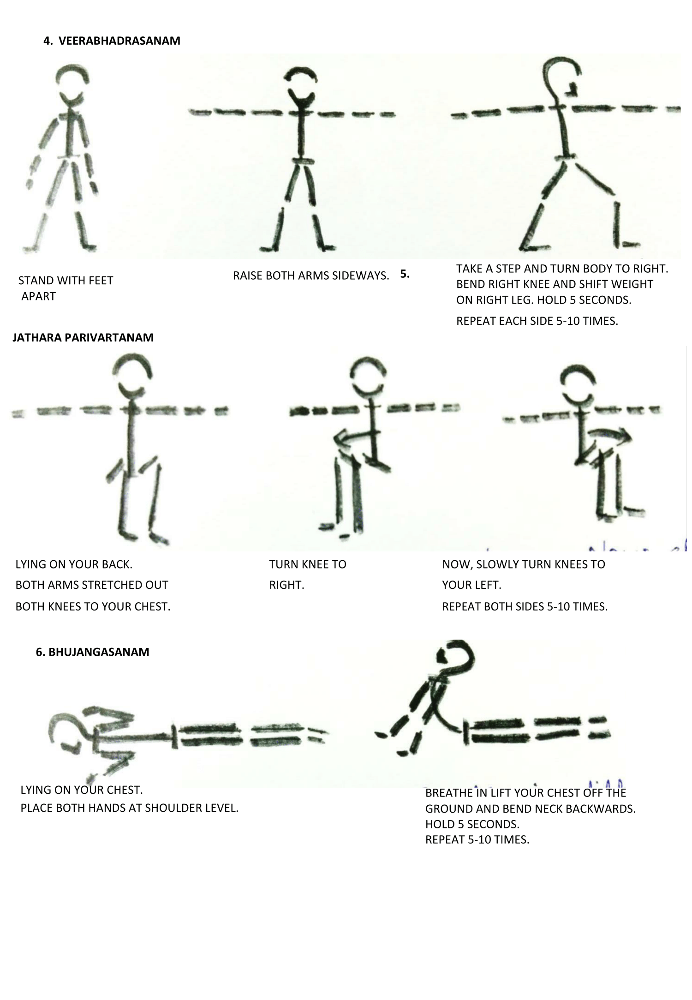 4. VEERABHADRASANAM
STAND WITH FEET
APART
RAISE BOTH ARMS SIDEWAYS.
5.
TAKE A STEP AND TURN BODY TO RIGHT.
BEND RIGHT KNEE AND SHIFT WEIGHT
ON RIGHT LEG. HOLD 5 SECONDS.
REPEAT EACH SIDE 5-10 TIMES.
JATHARA PARIVARTANAM
LYING ON YOUR BACK.
BOTH ARMS STRETCHED OUT
BOTH KNEES TO YOUR CHEST.
TURN KNEE TO
RIGHT.
NOW, SLOWLY TURN KNEES TO
YOUR LEFT.
REPEAT BOTH SIDES 5-10 TIMES.
6. BHUJANGASANAM
LYING ON YOUR CHEST.
PLACE BOTH HANDS AT SHOULDER LEVEL.
BREATHE IN LIFT YOUR CHEST OFF THE
GROUND AND BEND NECK BACKWARDS.
HOLD 5 SECONDS.
REPEAT 5-10 TIMES.